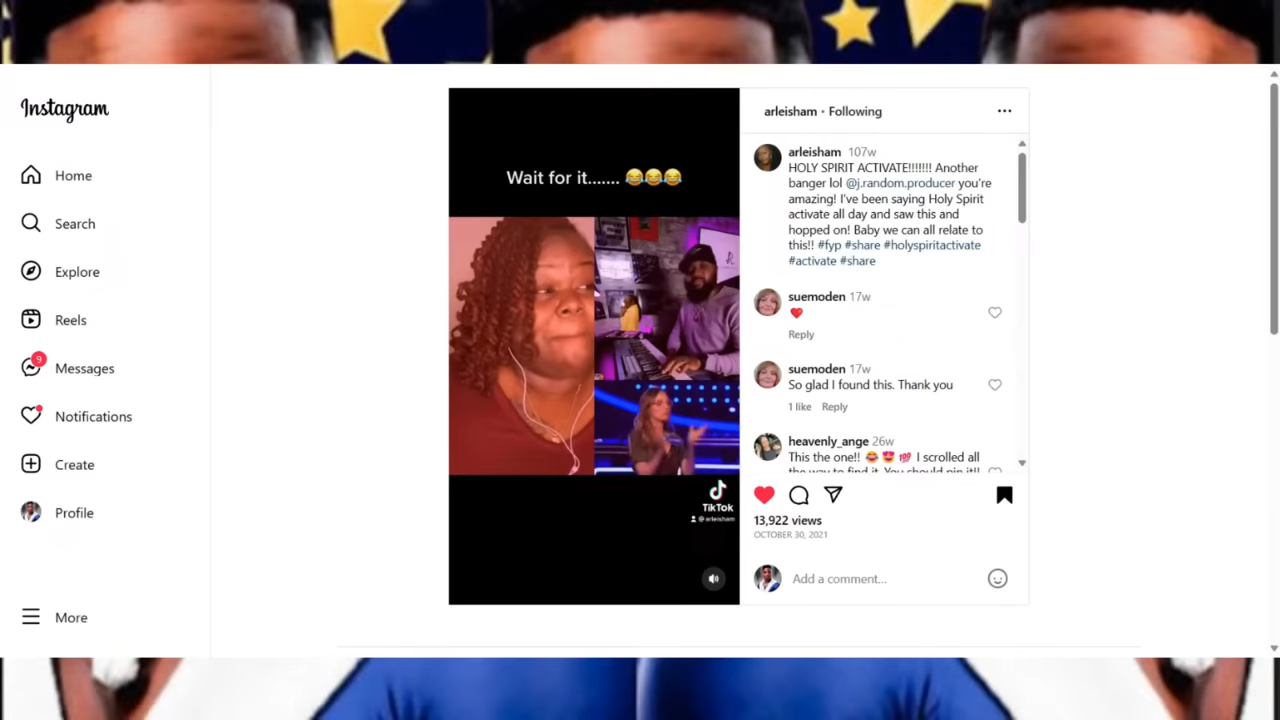 Instagram
Home
Search
Explore
Reels
9
Messages
Notifications
Create
Profile
More
Wait for it....... 😂😂😂
TikTok
@arleisham
arleisham • Following
arleisham 107w
HOLY SPIRIT ACTIVATE!!!!!!! Another
banger lol @j.random.producer you're
amazing! I've been saying Holy Spirit
activate all day and saw this and
hopped on! Baby we can all relate to
this!! #fyp #share #holyspiritactivate
#activate #share
suemoden 17w
❤️
Reply
suemoden 17w
So glad I found this. Thank you
1 like Reply
heavenly_ange 26w
This the one!! 😂 😍 💯 I scrolled all
the way to find it. You should pin it!!
13,922 views
OCTOBER 30, 2021
Add a comment...